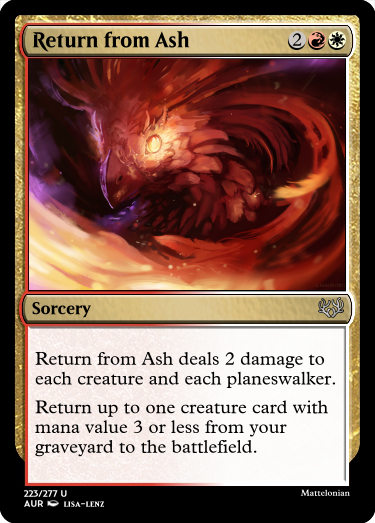 Return from Ash
2
Sorcery
Return from Ash deals 2 damage to
each creature and each planeswalker.
Return up to one creature card with
mana value 3 or less from your
graveyard to the battlefield.
223/277 U
Mattelonian
AUR LISA-LENZ